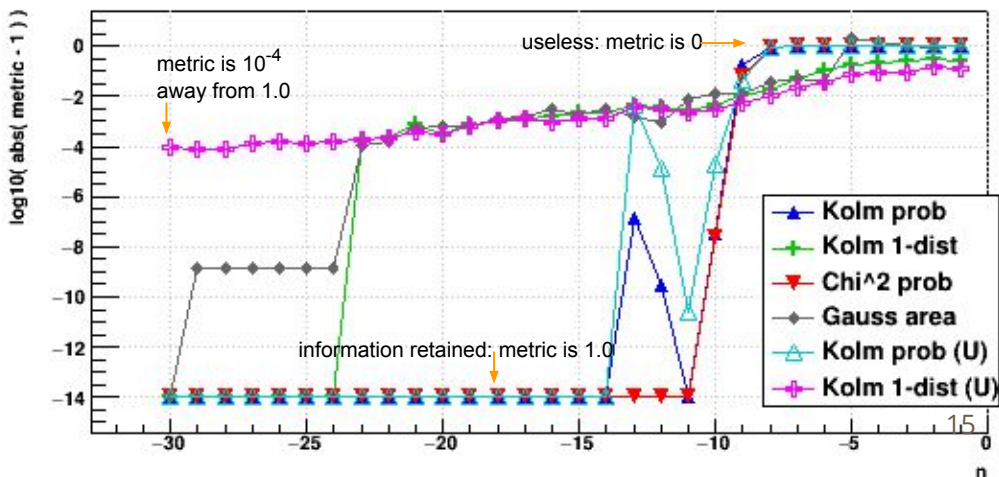 log10( abs( metric - 1 ) )
0
−2
−4
−6
−8
−10
−12
−14
metric is 10⁻⁴
away from 1.0
useless: metric is 0
information retained: metric is 1.0
Kolm prob
Kolm 1-dist
Chi^2 prob
Gauss area
Kolm prob (U)
Kolm 1-dist (U)
15
−30
−25
−20
−15
−10
−5
0
n